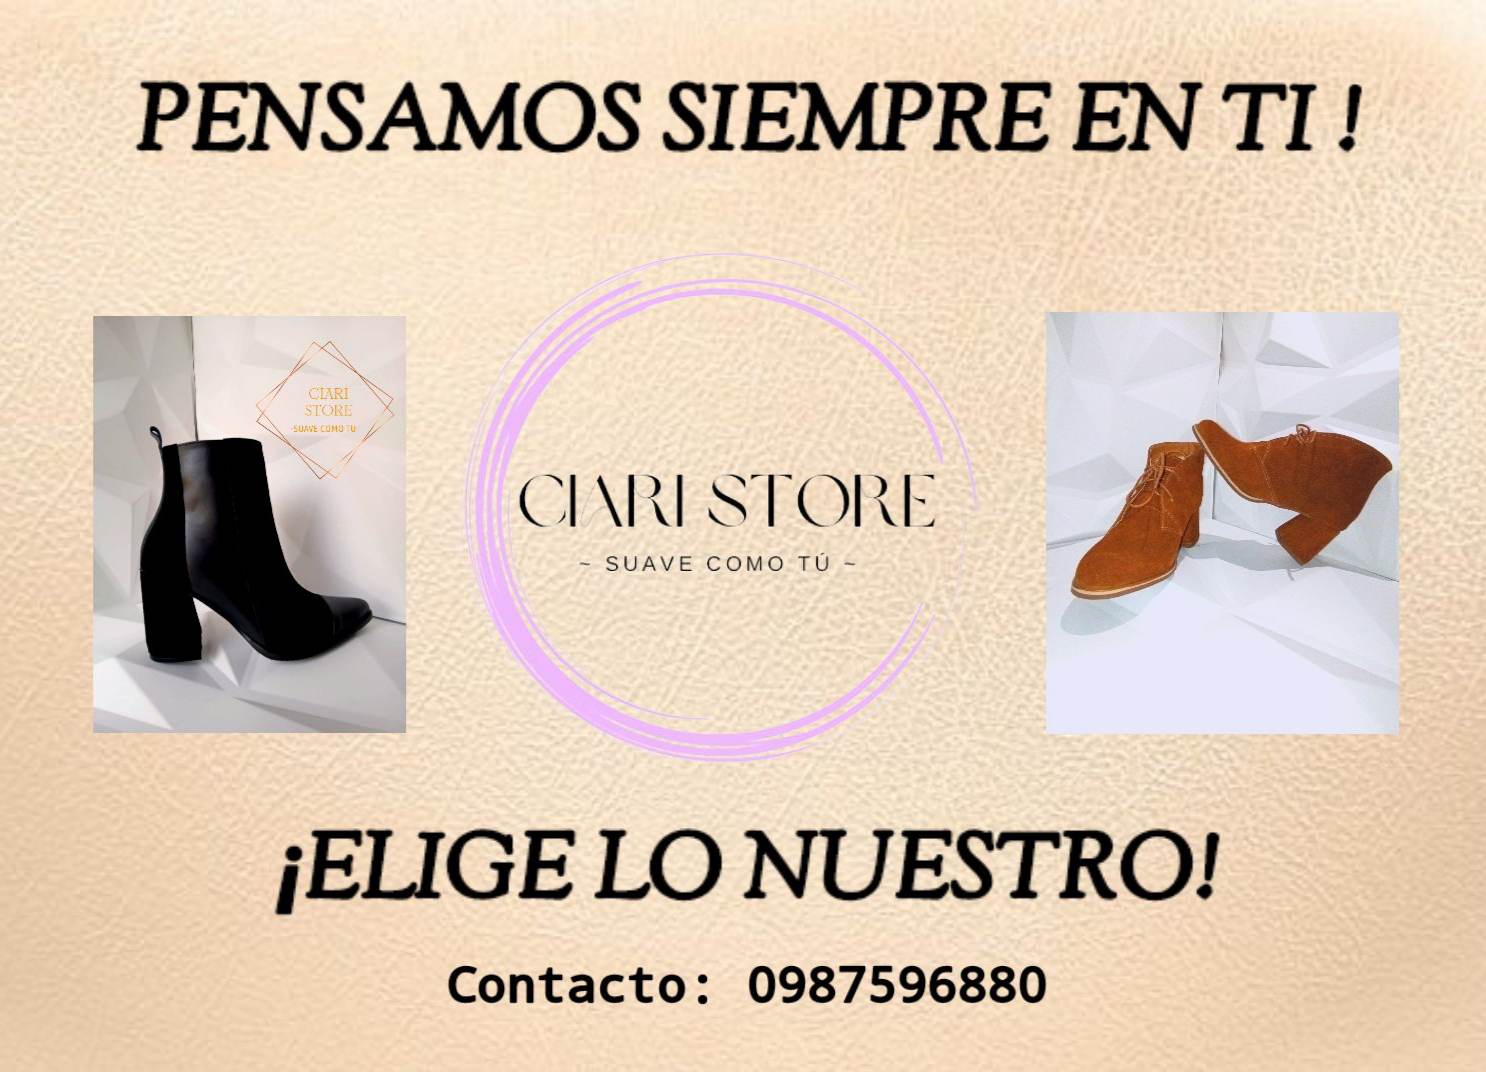 PENSAMOS SIEMPRE EN TI !
CIARI
STORE
-SUAVE COMO TÚ-
CIARI STORE
~ SUAVE COMO TÚ ~
¡ELIGE LO NUESTRO!
Contacto: 0987596880